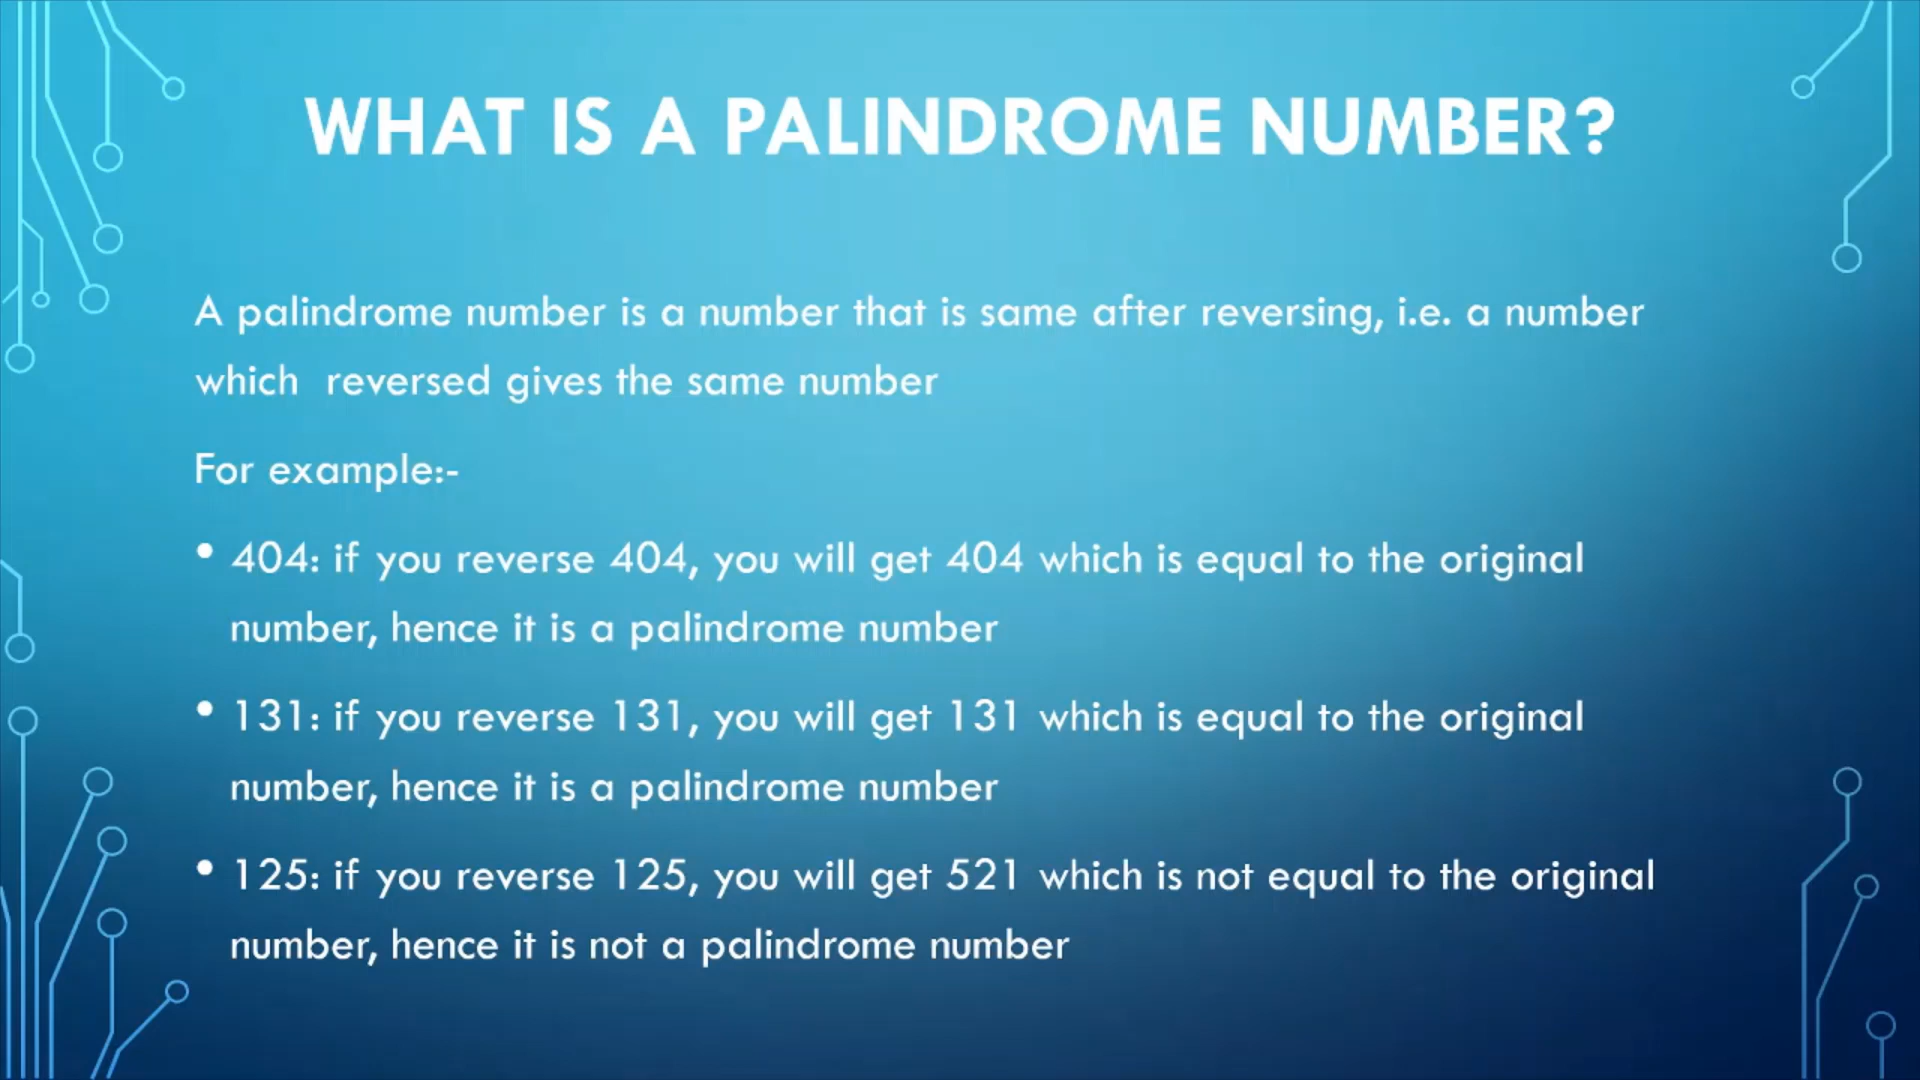 WHAT IS A PALINDROME NUMBER?
A palindrome number is a number that is same after reversing, i.e. a number
which  reversed gives the same number
For example:-
• 404: if you reverse 404, you will get 404 which is equal to the original
number, hence it is a palindrome number
• 131: if you reverse 131, you will get 131 which is equal to the original
number, hence it is a palindrome number
• 125: if you reverse 125, you will get 521 which is not equal to the original
number, hence it is not a palindrome number